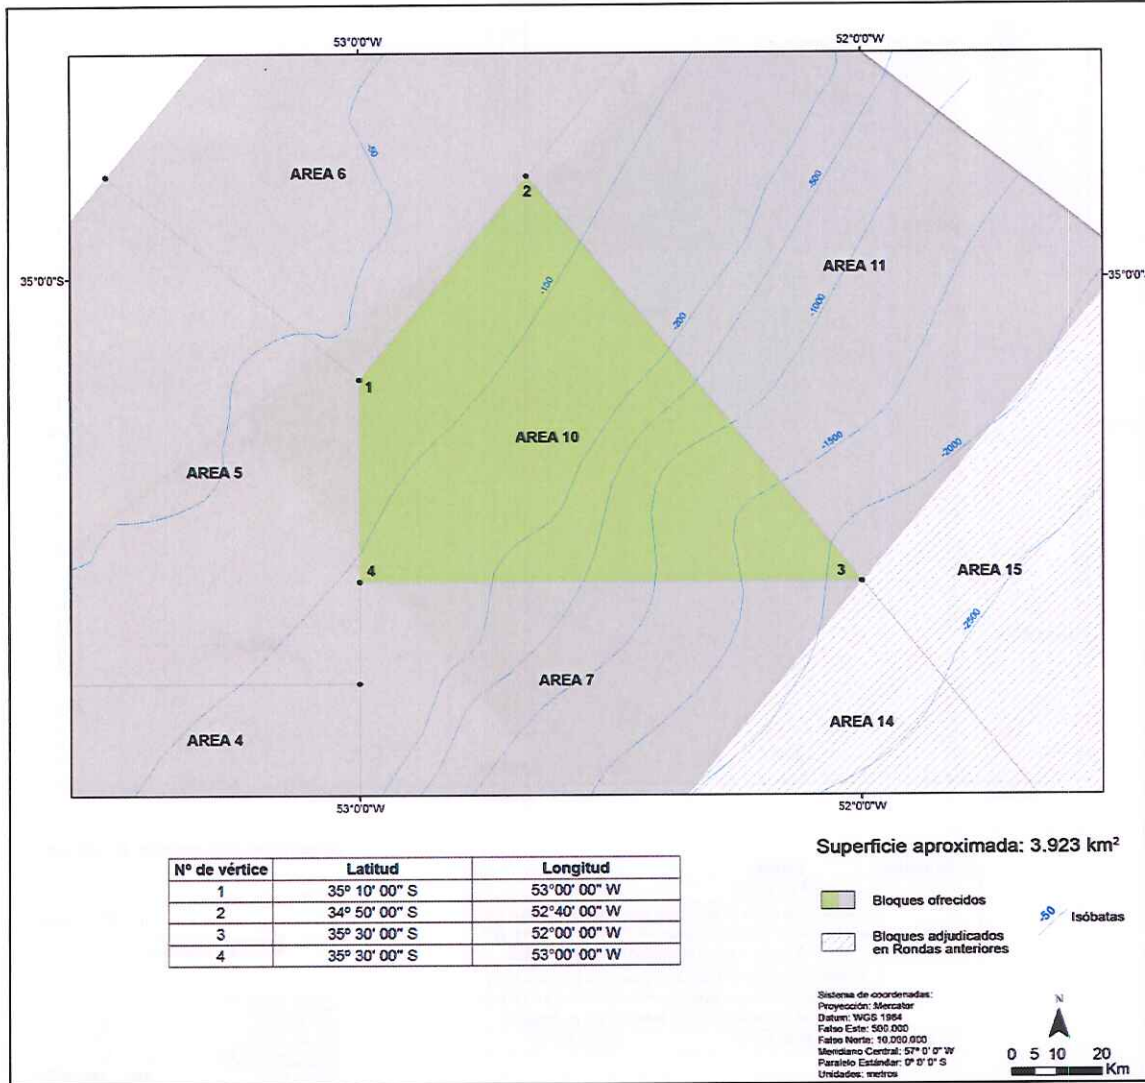 53°0'0"W
52°0'0"W
AREA 6
2
-50
35°0'0"S
AREA 11
35°0'0"S
-500
-100
-1000
-200
1
AREA 10
-1500
-2000
AREA 5
4
3
AREA 15
-2500
AREA 7
AREA 14
AREA 4
53°0'0"W
52°0'0"W
Superficie aproximada: 3.923 km²
Nº de vértice Latitud Longitud
1 35º 10' 00" S 53°00' 00" W
2 34º 50' 00" S 52°40' 00" W
3 35º 30' 00" S 52°00' 00" W
4 35º 30' 00" S 53°00' 00" W
Bloques ofrecidos
-50 Isóbatas
Bloques adjudicados
en Rondas anteriores
Sistema de coordenadas:
Proyección: Mercator
Datum: WGS 1984
Falso Este: 500.000
Falso Norte: 10.000.000
Meridiano Central: 57° 0' 0" W
Paralelo Estándar: 0° 0' 0" S
Unidades: metros
N
0 5 10 20
Km